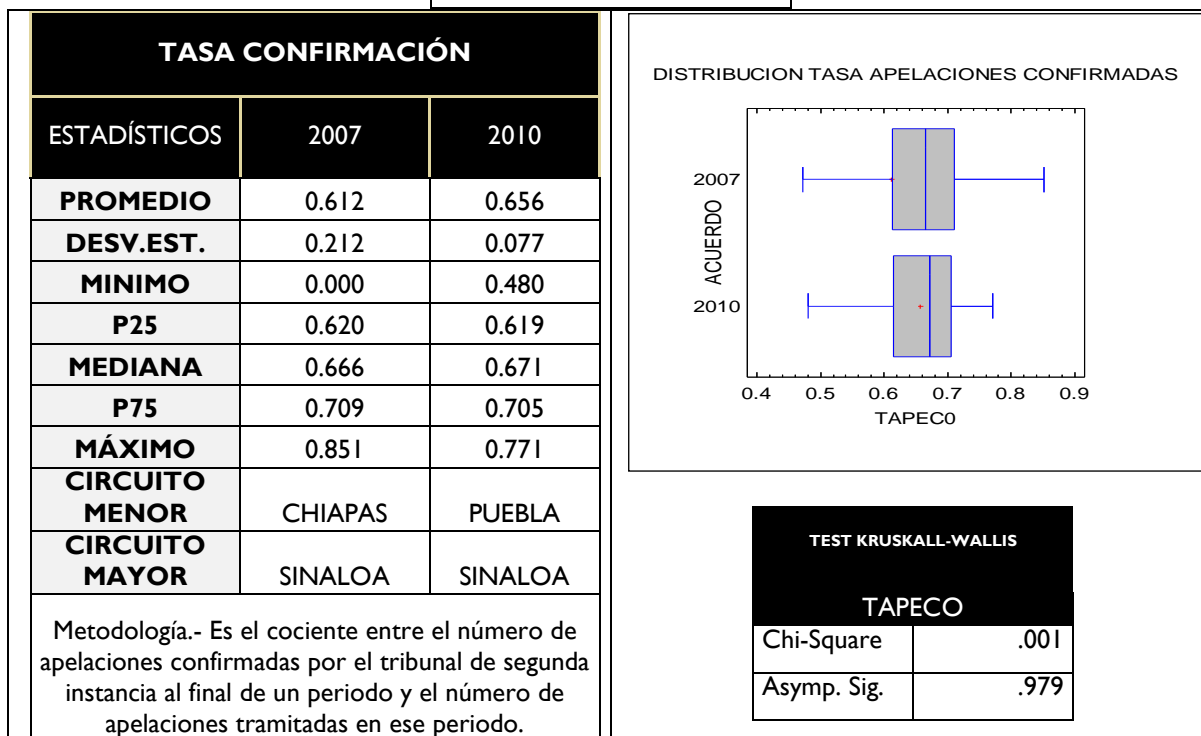 TASA CONFIRMACIÓN
ESTADÍSTICOS 2007 2010
PROMEDIO 0.612 0.656
DESV.EST. 0.212 0.077
MINIMO 0.000 0.480
P25 0.620 0.619
MEDIANA 0.666 0.671
P75 0.709 0.705
MÁXIMO 0.851 0.771
CIRCUITO
MENOR CHIAPAS PUEBLA
CIRCUITO
MAYOR SINALOA SINALOA
Metodología.- Es el cociente entre el número de
apelaciones confirmadas por el tribunal de segunda
instancia al final de un periodo y el número de
apelaciones tramitadas en ese periodo.
DISTRIBUCION TASA APELACIONES CONFIRMADAS
ACUERDO
2007
2010
0.4 0.5 0.6 0.7 0.8 0.9
TAPEC0
TEST KRUSKALL-WALLIS
TAPECO
Chi-Square .001
Asymp. Sig. .979